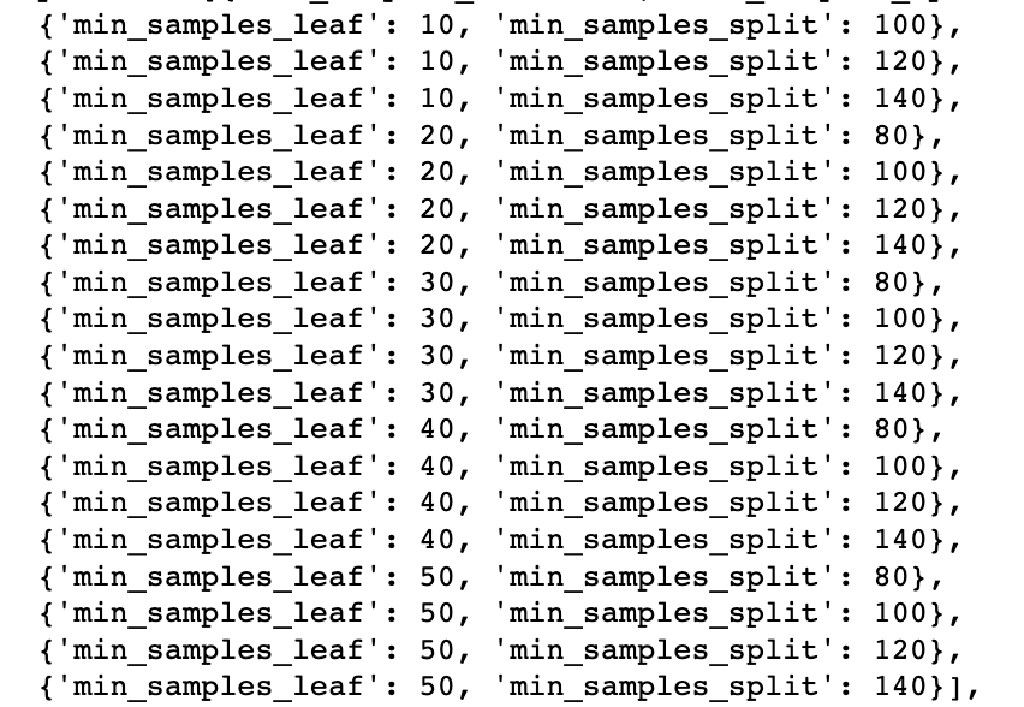 {'min_samples_leaf': 10, 'min_samples_split': 100},
{'min_samples_leaf': 10, 'min_samples_split': 120},
{'min_samples_leaf': 10, 'min_samples_split': 140},
{'min_samples_leaf': 20, 'min_samples_split': 80},
{'min_samples_leaf': 20, 'min_samples_split': 100},
{'min_samples_leaf': 20, 'min_samples_split': 120},
{'min_samples_leaf': 20, 'min_samples_split': 140},
{'min_samples_leaf': 30, 'min_samples_split': 80},
{'min_samples_leaf': 30, 'min_samples_split': 100},
{'min_samples_leaf': 30, 'min_samples_split': 120},
{'min_samples_leaf': 30, 'min_samples_split': 140},
{'min_samples_leaf': 40, 'min_samples_split': 80},
{'min_samples_leaf': 40, 'min_samples_split': 100},
{'min_samples_leaf': 40, 'min_samples_split': 120},
{'min_samples_leaf': 40, 'min_samples_split': 140},
{'min_samples_leaf': 50, 'min_samples_split': 80},
{'min_samples_leaf': 50, 'min_samples_split': 100},
{'min_samples_leaf': 50, 'min_samples_split': 120},
{'min_samples_leaf': 50, 'min_samples_split': 140}],